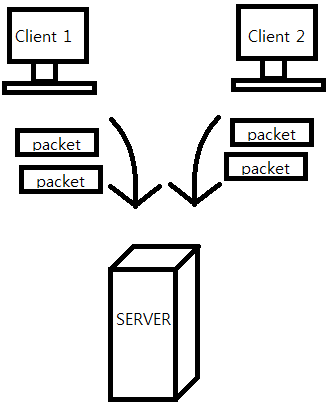 Client 1
Client 2
packet
packet
packet
packet
SERVER